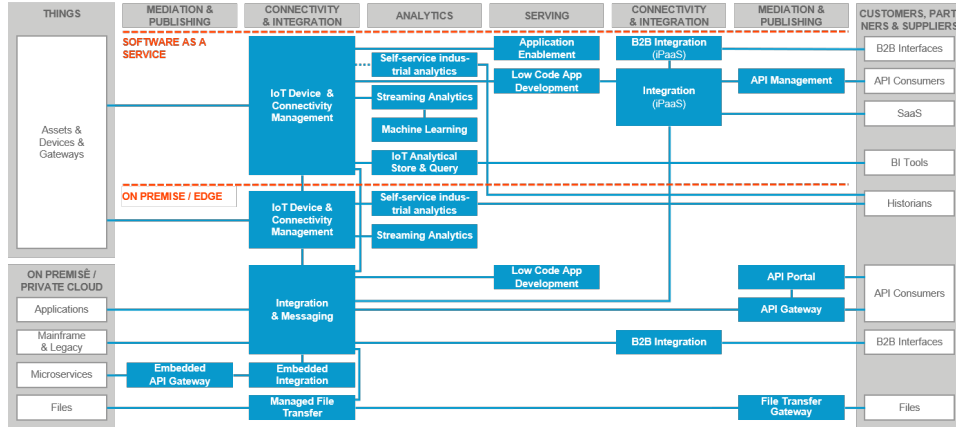 THINGS
MEDIATION &
PUBLISHING
CONNECTIVITY
& INTEGRATION
ANALYTICS
SERVING
CONNECTIVITY
& INTEGRATION
MEDIATION &
PUBLISHING
CUSTOMERS, PART
NERS & SUPPLIERS
SOFTWARE AS A
SERVICE
Assets &
Devices &
Gateways
IoT Device &
Connectivity
Management
Self-service indus-
trial analytics
Streaming Analytics
Machine Learning
IoT Analytical
Store & Query
Application
Enablement
Low Code App
Development
B2B Integration
(iPaaS)
Integration
(iPaaS)
API Management
B2B Interfaces
API Consumers
SaaS
BI Tools
ON PREMISE / EDGE
IoT Device &
Connectivity
Management
Self-service indus-
trial analytics
Streaming Analytics
Historians
ON PREMISÊ /
PRIVATE CLOUD
Applications
Mainframe
& Legacy
Microservices
Files
Integration
& Messaging
Low Code App
Development
API Portal
API Gateway
API Consumers
B2B Integration
B2B Interfaces
Embedded
API Gateway
Embedded
Integration
Managed File
Transfer
File Transfer
Gateway
Files